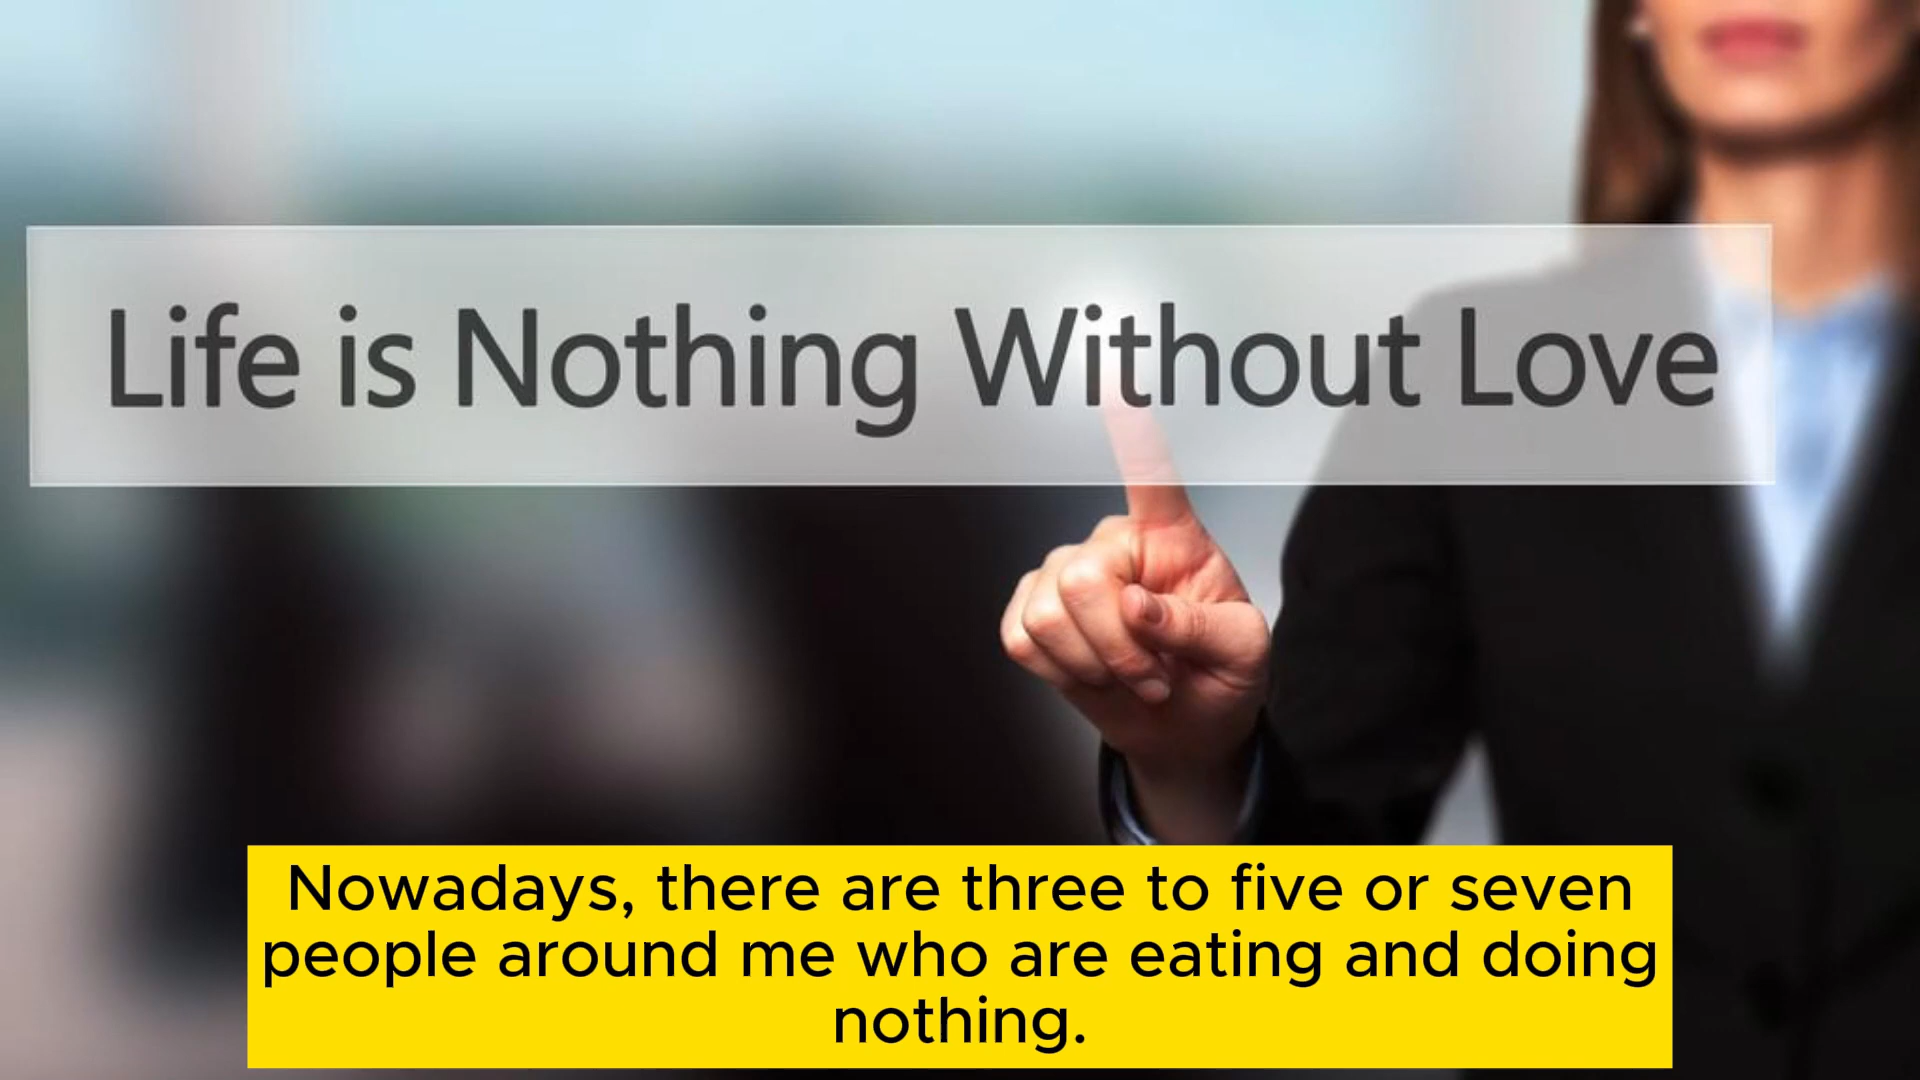 Life is Nothing Without Love
Nowadays, there are three to five or seven
people around me who are eating and doing
nothing.